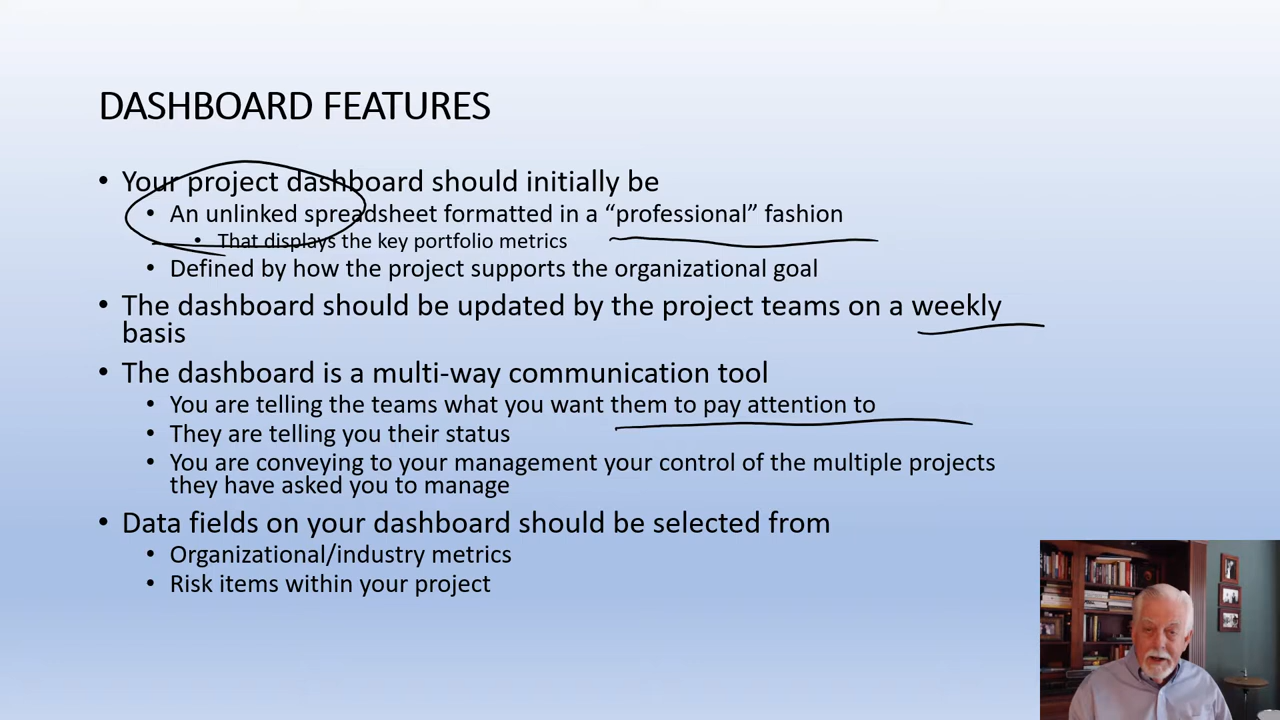 DASHBOARD FEATURES
• Your project dashboard should initially be
• An unlinked spreadsheet formatted in a “professional” fashion
• That displays the key portfolio metrics
• Defined by how the project supports the organizational goal
• The dashboard should be updated by the project teams on a weekly
basis
• The dashboard is a multi-way communication tool
• You are telling the teams what you want them to pay attention to
• They are telling you their status
• You are conveying to your management your control of the multiple projects
they have asked you to manage
• Data fields on your dashboard should be selected from
• Organizational/industry metrics
• Risk items within your project